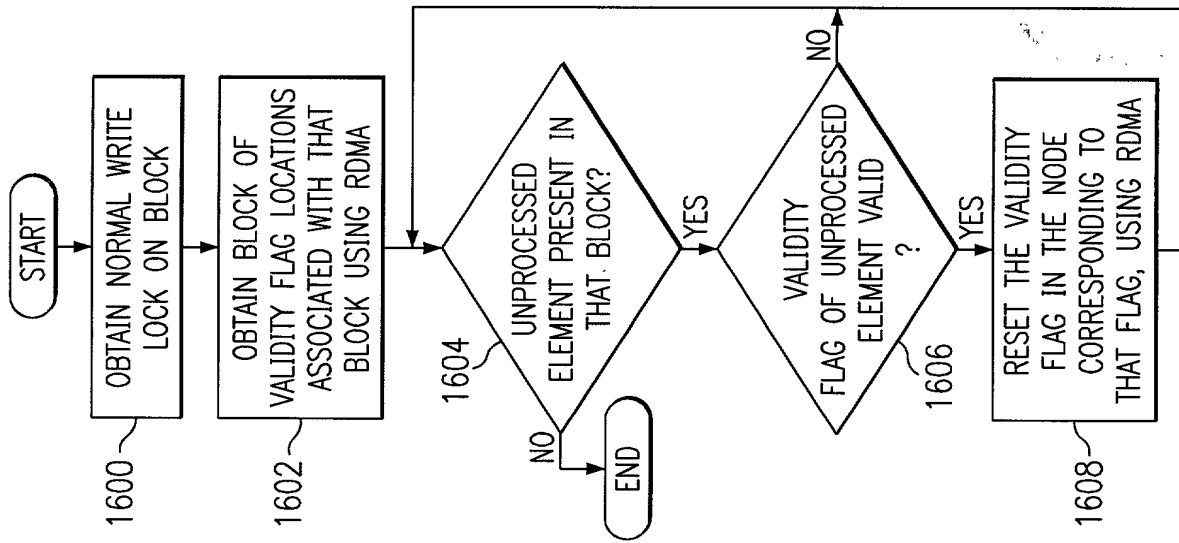 START
OBTAIN NORMAL WRITE
LOCK ON BLOCK
1600
OBTAIN BLOCK OF
VALIDITY FLAG LOCATIONS
ASSOCIATED WITH THAT
BLOCK USING RDMA
1602
UNPROCESSED
ELEMENT PRESENT IN
THAT BLOCK?
1604
NO
END
YES
VALIDITY
FLAG OF UNPROCESSED
ELEMENT VALID
?
1606
NO
YES
RESET THE VALIDITY
FLAG IN THE NODE
CORRESPONDING TO
THAT FLAG, USING RDMA
1608